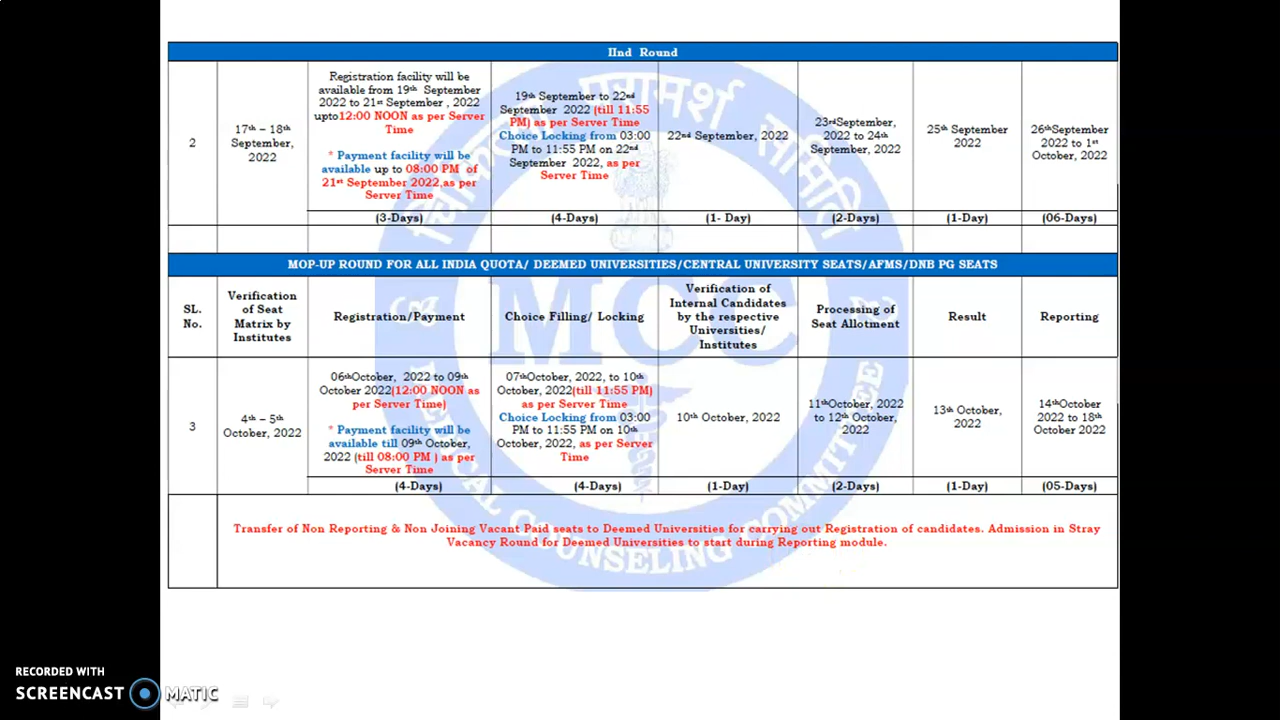 IInd Round
2
17th – 18th
September,
2022
Registration facility will be
available from 19th September
2022 to 21st September , 2022
upto12:00 NOON as per Server
Time
* Payment facility will be
available up to 08:00 PM of
21st September 2022,as per
Server Time
(3-Days)
19th September to 22nd
September 2022 (till 11:55
PM) as per Server Time
Choice Locking from 03:00
PM to 11:55 PM on 22nd
September 2022, as per
Server Time
(4-Days)
22nd September, 2022
(1- Day)
23rdSeptember,
2022 to 24th
September, 2022
(2-Days)
25th September
2022
(1-Day)
26thSeptember
2022 to 1st
October, 2022
(06-Days)
MOP-UP ROUND FOR ALL INDIA QUOTA/ DEEMED UNIVERSITIES/CENTRAL UNIVERSITY SEATS/AFMS/DNB PG SEATS
SL.
No.
Verification
of Seat
Matrix by
Institutes
Registration/Payment
Choice Filling/ Locking
Verification of
Internal Candidates
by the respective
Universities/
Institutes
Processing of
Seat Allotment
Result
Reporting
3
4th – 5th
October, 2022
06thOctober, 2022 to 09th
October 2022(12:00 NOON as
per Server Time)
* Payment facility will be
available till 09th October,
2022 (till 08:00 PM ) as per
Server Time
(4-Days)
07thOctober, 2022, to 10th
October, 2022(till 11:55 PM)
as per Server Time
Choice Locking from 03:00
PM to 11:55 PM on 10th
October, 2022, as per Server
Time
(4-Days)
10th October, 2022
(1-Day)
11thOctober, 2022
to 12th October,
2022
(2-Days)
13th October,
2022
(1-Day)
14thOctober
2022 to 18th
October 2022
(05-Days)
Transfer of Non Reporting & Non Joining Vacant Paid seats to Deemed Universities for carrying out Registration of candidates. Admission in Stray
Vacancy Round for Deemed Universities to start during Reporting module.
MCC
COUNSELING COMMITTEE
RECORDED WITH
SCREENCAST MATIC